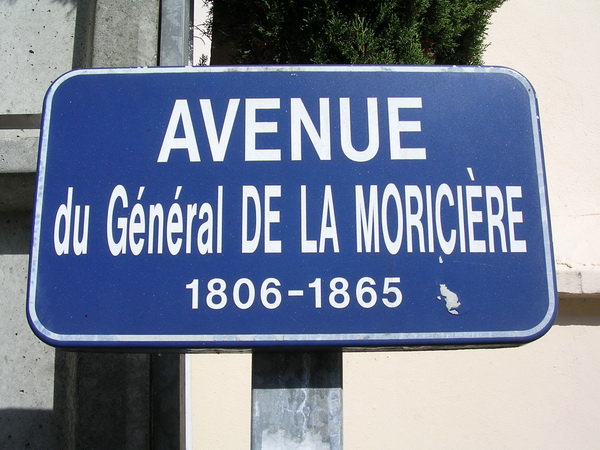 AVENUE
du Général DE LA MORICIÈRE
1806-1865